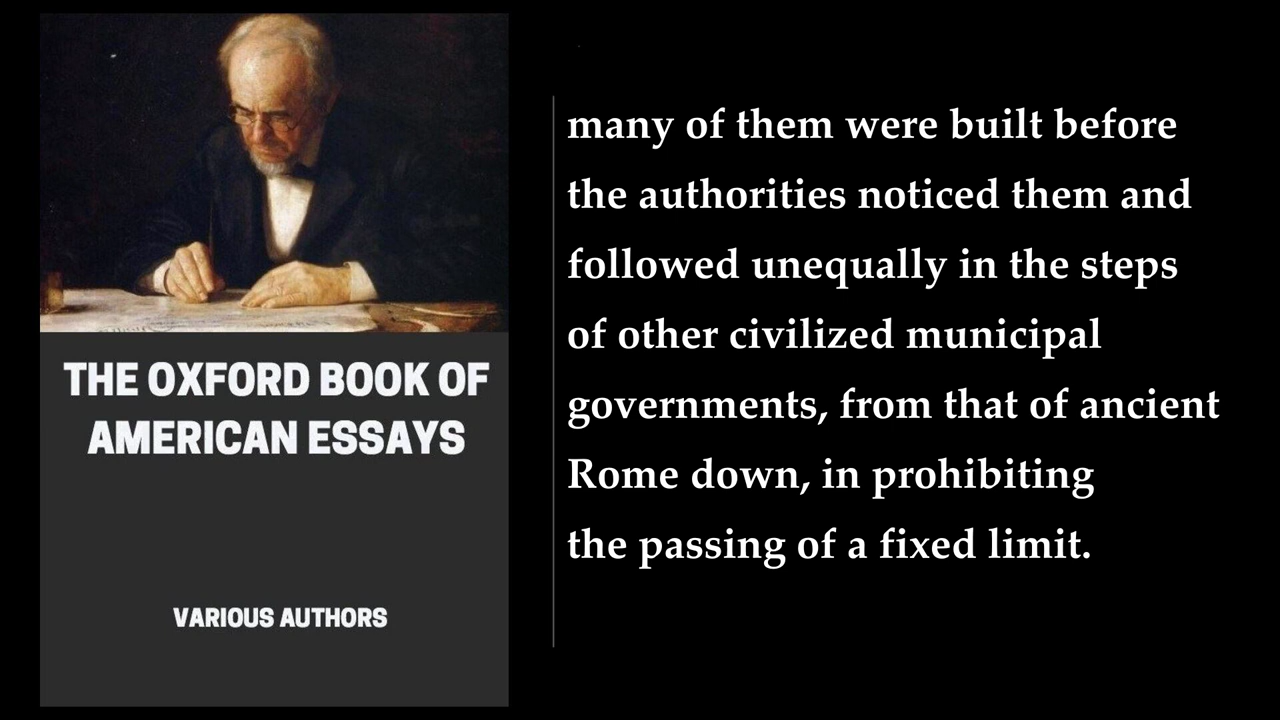 THE OXFORD BOOK OF
AMERICAN ESSAYS
VARIOUS AUTHORS
many of them were built before
the authorities noticed them and
followed unequally in the steps
of other civilized municipal
governments, from that of ancient
Rome down, in prohibiting
the passing of a fixed limit.